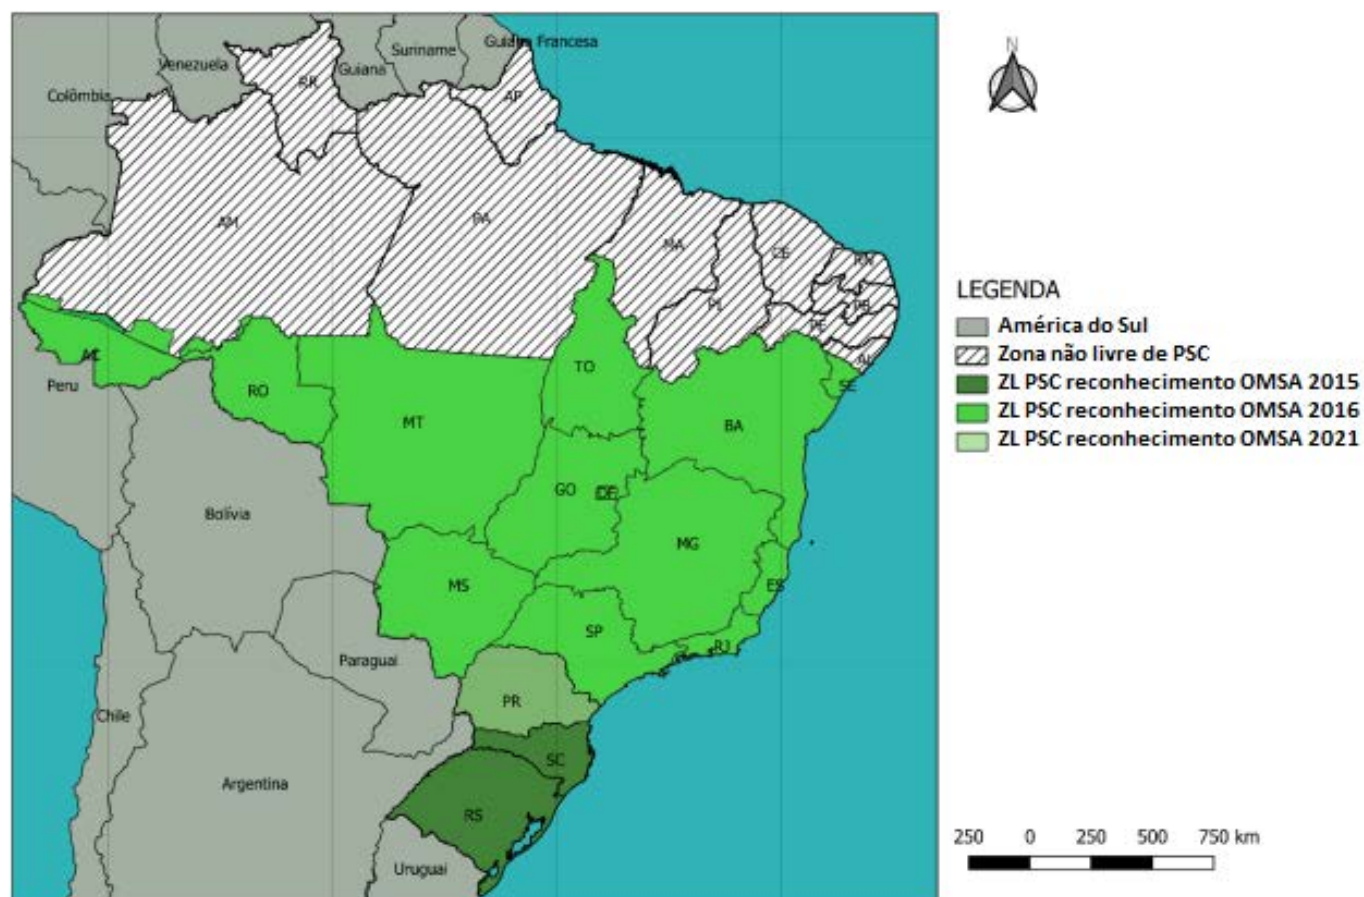 Suriname
Guiana Francesa
Venezuela
Guiana
Colômbia
RR
AP
AM
PA
MA
CE
RN
PI
PB
PE
AL
AC
Peru
RO
MT
TO
BA
SE
GO
DF
Bolívia
MG
MS
ES
SP
RJ
Paraguai
PR
Chile
SC
Argentina
RS
Uruguai
N
LEGENDA
América do Sul
Zona não livre de PSC
ZL PSC reconhecimento OMSA 2015
ZL PSC reconhecimento OMSA 2016
ZL PSC reconhecimento OMSA 2021
250 0 250 500 750 km